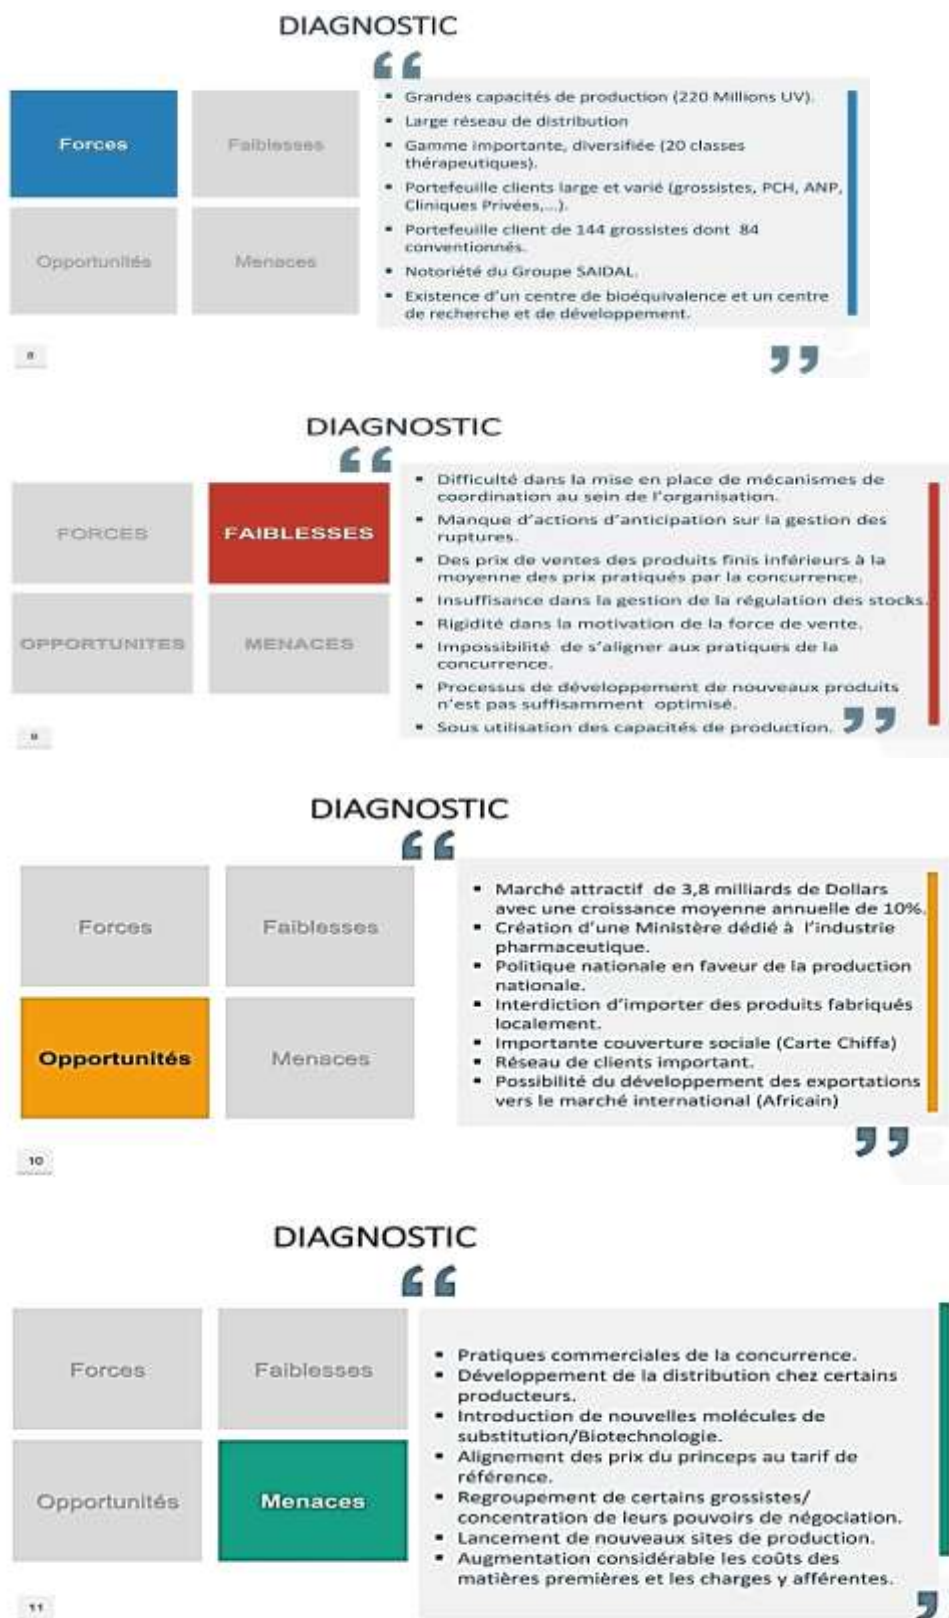 DIAGNOSTIC
Forces
Faiblesses
Opportunités
Menaces
▪ Grandes capacités de production (220 Millions UV).
▪ Large réseau de distribution
▪ Gamme importante, diversifiée (20 classes
thérapeutiques).
▪ Portefeuille clients large et varié (grossistes, PCH, ANP,
Cliniques Privées,...).
▪ Portefeuille client de 144 grossistes dont 84
conventionnés.
▪ Notoriété du Groupe SAIDAL.
▪ Existence d'un centre de bioéquivalence et un centre
de recherche et de développement.
DIAGNOSTIC
FORCES
FAIBLESSES
OPPORTUNITES
MENACES
▪ Difficulté dans la mise en place de mécanismes de
coordination au sein de l'organisation.
▪ Manque d'actions d'anticipation sur la gestion des
ruptures.
▪ Des prix de ventes des produits finis inférieurs à la
moyenne des prix pratiqués par la concurrence.
▪ Insuffisance dans la gestion de la régulation des stocks.
▪ Rigidité dans la motivation de la force de vente.
▪ Impossibilité de s'aligner aux pratiques de la
concurrence.
▪ Processus de développement de nouveaux produits
n'est pas suffisamment optimisé.
▪ Sous utilisation des capacités de production.
DIAGNOSTIC
Forces
Faiblesses
Opportunités
Menaces
▪ Marché attractif de 3,8 milliards de Dollars
avec une croissance moyenne annuelle de 10%.
▪ Création d'une Ministère dédié à l'industrie
pharmaceutique.
▪ Politique nationale en faveur de la production
nationale.
▪ Interdiction d'importer des produits fabriqués
localement.
▪ Importante couverture sociale (Carte Chiffa)
▪ Réseau de clients important.
▪ Possibilité du développement des exportations
vers le marché international (Africain)
10
DIAGNOSTIC
Forces
Faiblesses
Opportunités
Menaces
▪ Pratiques commerciales de la concurrence.
▪ Développement de la distribution chez certains
producteurs.
▪ Introduction de nouvelles molécules de
substitution/Biotechnologie.
▪ Alignement des prix du princeps au tarif de
référence.
▪ Regroupement de certains grossistes/
concentration de leurs pouvoirs de négociation.
▪ Lancement de nouveaux sites de production.
▪ Augmentation considérable les coûts des
matières premières et les charges y afférentes.
11